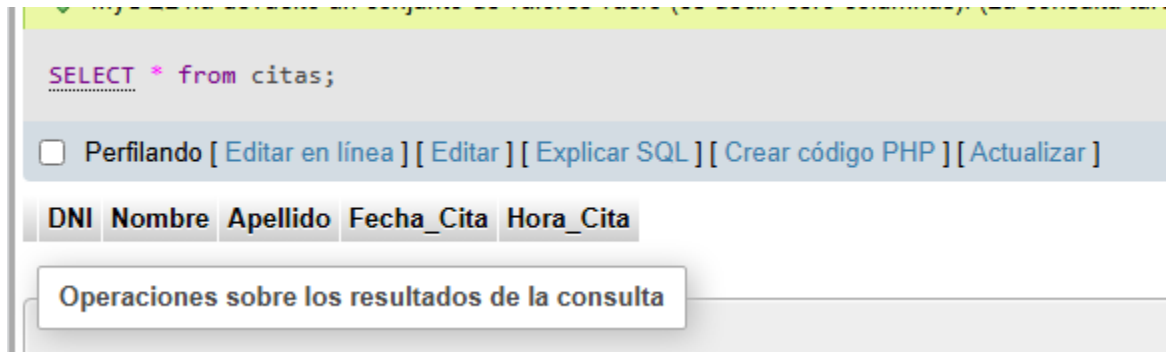 SELECT * from citas;
Perfilando [ Editar en línea ] [ Editar ] [ Explicar SQL ] [ Crear código PHP ] [ Actualizar ]
DNI Nombre Apellido Fecha_Cita Hora_Cita
Operaciones sobre los resultados de la consulta